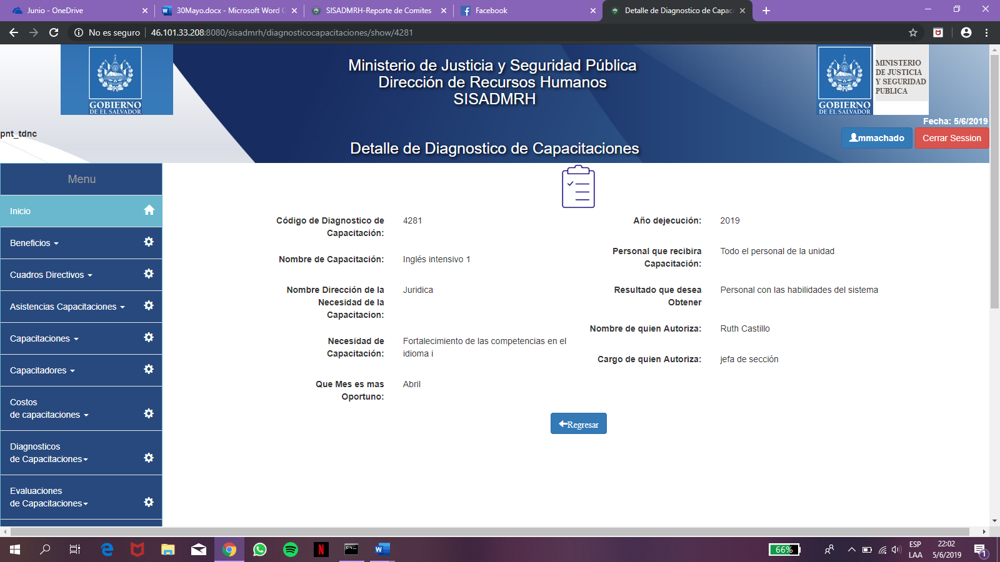 Junio - OneDrive
30Mayo.docx - Microsoft Word C
SISADMRH-Reporte de Comites
Facebook
Detalle de Diagnostico de Capaci
No es seguro
46.101.33.208:8080/sisadmrh/diagnosticocapacitaciones/show/4281
GOBIERNO
DE EL SALVADOR
Ministerio de Justicia y Seguridad Pública
Dirección de Recursos Humanos
SISADMRH
GOBIERNO
DE EL SALVADOR
MINISTERIO
DE JUSTICIA
Y SEGURIDAD
PUBLICA
Fecha: 5/6/2019
pnt_tdnc
mmachado
Cerrar Session
Detalle de Diagnostico de Capacitaciones
Menu
Inicio
Beneficios
Cuadros Directivos
Asistencias Capacitaciones
Capacitaciones
Capacitadores
Costos
de capacitaciones
Diagnosticos
de Capacitaciones
Evaluaciones
de Capacitaciones
Código de Diagnostico de
Capacitación:
4281
Nombre de Capacitación:
Inglés intensivo 1
Nombre Dirección de la
Necesidad de la
Capacitacion:
Juridica
Necesidad de
Capacitación:
Fortalecimiento de las competencias en el
idioma i
Que Mes es mas
Oportuno:
Abril
Año dejecución:
2019
Personal que recibira
Capacitación:
Todo el personal de la unidad
Resultado que desea
Obtener
Personal con las habilidades del sistema
Nombre de quien Autoriza:
Ruth Castillo
Cargo de quien Autoriza:
jefa de sección
Regresar
66%
ESP
LAA
22:02
5/6/2019
1